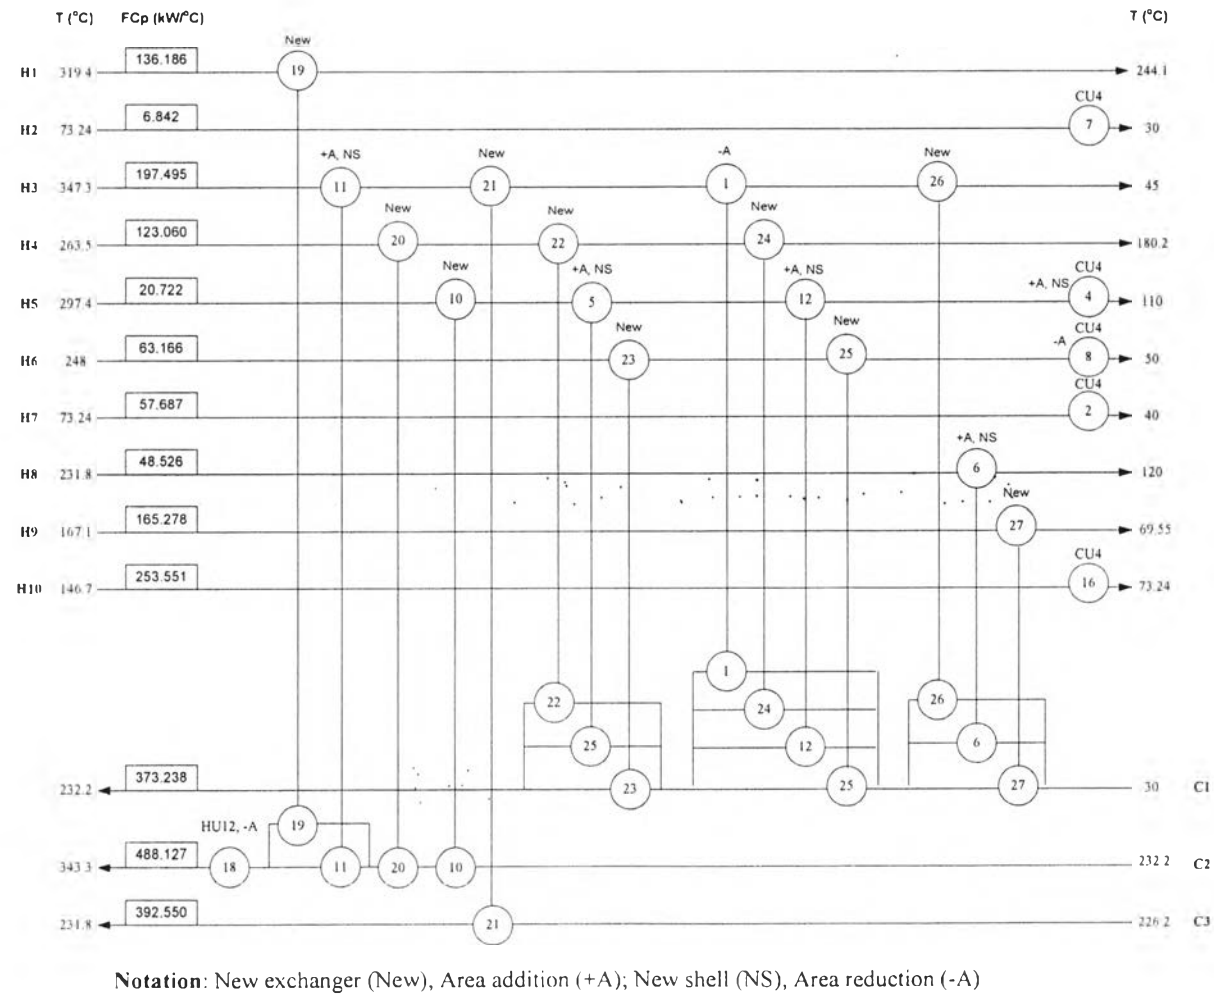 T (°C) FCp (kW/°C) T (°C)
New
136.186
H1 319.4 19 244.1
CU4
6.842
H2 73.24 7 30
+A, NS New -A New
197.495
H3 347.3 11 21 1 26 45
New New New
123.060
H4 263.5 20 22 24 180.2
New +A, NS +A, NS CU4
20.722 +A, NS
H5 297.4 10 5 12 4 110
New New CU4
63.166 -A
H6 248 23 25 8 50
CU4
57.687
H7 73.24 2 40
+A, NS
48.526
H8 231.8 6 120
New
165.278
H9 167.1 27 69.55
CU4
253.551
H10 146.7 16 73.24
1
22 24 26
25 12 6
373.238
232.2 23 25 27 30 C1
HU12, -A 19
488.127
343.3 18 11 20 10 232.2 C2
392.550
231.8 21 226.2 C3
Notation: New exchanger (New), Area addition (+A); New shell (NS), Area reduction (-A)